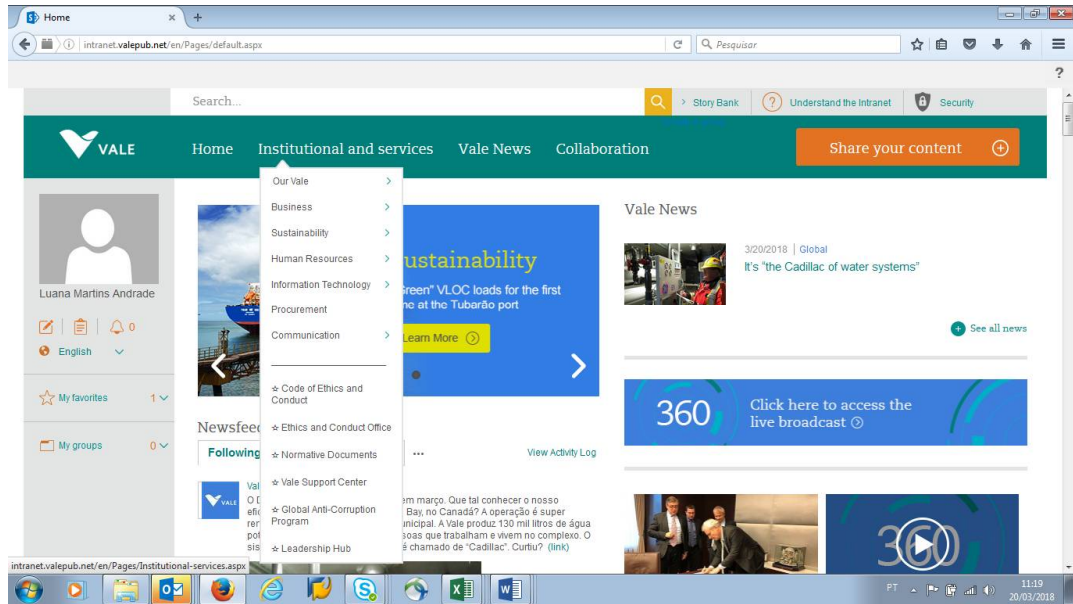 Home
intranet.valepub.net/en/Pages/default.aspx
Pesquisar
?
Search...
Story Bank
? Understand the Intranet
Security
VALE
Home Institutional and services Vale News Collaboration
Share your content
Luana Martins Andrade
0
English
My favorites 1
My groups 0
Our Vale
Business
Sustainability
Human Resources
Information Technology
Procurement
Communication
Code of Ethics and
Conduct
Ethics and Conduct Office
Normative Documents
Vale Support Center
Global Anti-Corruption
Program
Leadership Hub
ustainability
VLOC loads for the first
at the Tubarão port
Learn More
Newsfee
Following
...
View Activity Log
VALE
Val
em março. Que tal conhecer o nosso
Bay, no Canadá? A operação é super
unicipal. A Vale produz 130 mil litros de água
soas que trabalham e vivem no complexo. O
sis é chamado de "Cadillac". Curtiu? (link)
Vale News
3/20/2018 | Global
It's "the Cadillac of water systems"
See all news
360
Click here to access the
live broadcast
360
intranet.valepub.net/en/Pages/Institutional-services.aspx
PT
11:19
20/03/2018